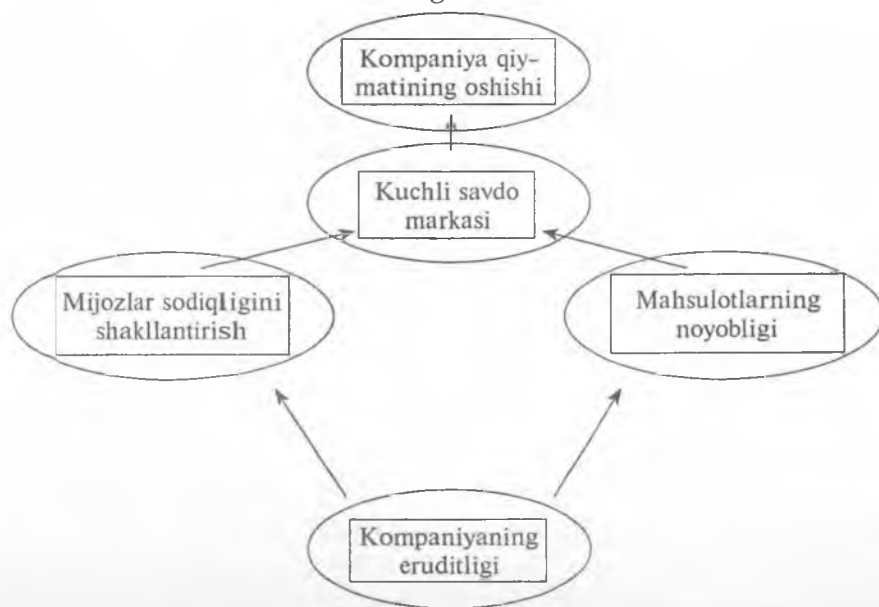 Kompaniya qiy-
matining oshishi
Kuchli savdo
markasi
Mijozlar sodiqligini
shakllantirish
Mahsulotlarning
noyobligi
Kompaniyaning
eruditligi